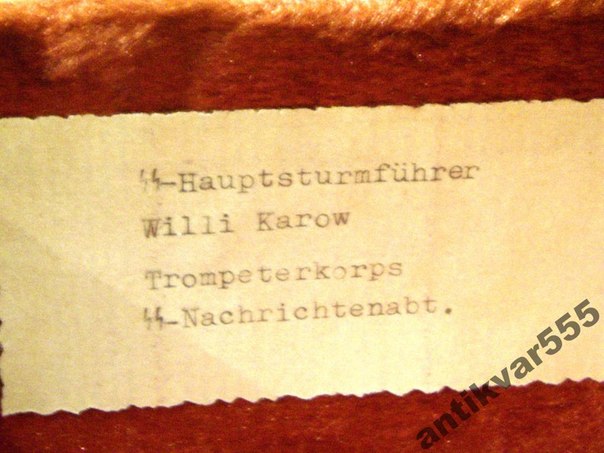 ᛋᛋ-Hauptsturmführer
Willi Karow
Trompeterkorps
ᛋᛋ-Nachrichtenabt.
antikvar555